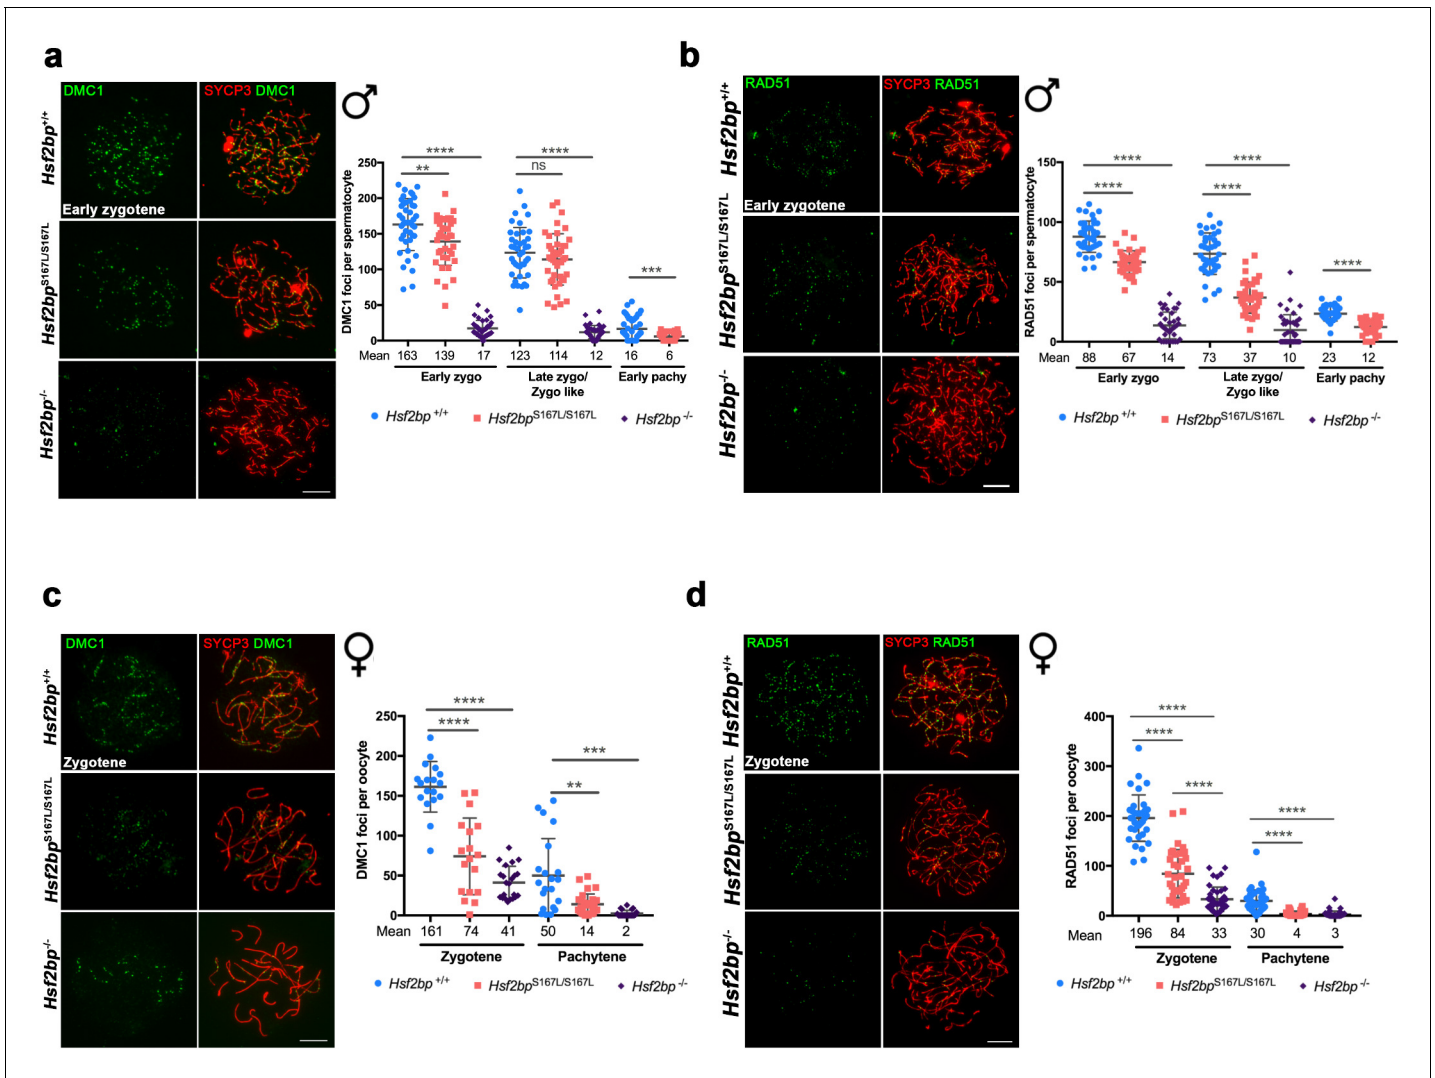 a
DMC1
SYCP3 DMC1
Hsf2bp+/+
Early zygotene
Hsf2bpS167L/S167L
Hsf2bp-/-
♂
DMC1 foci per spermatocyte
250
200
150
100
50
0
****
**
****
ns
***
Mean 163 139 17 123 114 12 16 6
Early zygo
Late zygo/
Zygo like
Early pachy
Hsf2bp +/+
Hsf2bpS167L/S167L
Hsf2bp -/-
b
RAD51
SYCP3 RAD51
Hsf2bp+/+
Early zygotene
Hsf2bpS167L/S167L
Hsf2bp-/-
♂
RAD51 foci per spermatocyte
150
100
50
0
****
****
****
****
****
Mean 88 67 14 73 37 10 23 12
Early zygo
Late zygo/
Zygo like
Early pachy
Hsf2bp +/+
Hsf2bpS167L/S167L
Hsf2bp -/-
c
DMC1
SYCP3 DMC1
Hsf2bp+/+
Zygotene
Hsf2bpS167L/S167L
Hsf2bp-/-
♀
DMC1 foci per oocyte
250
200
150
100
50
0
****
****
***
**
Mean 161 74 41 50 14 2
Zygotene
Pachytene
Hsf2bp +/+
Hsf2bpS167L/S167L
Hsf2bp -/-
d
RAD51
SYCP3 RAD51
Hsf2bp+/+
Zygotene
Hsf2bpS167L/S167L
Hsf2bp-/-
♀
RAD51 foci per oocyte
400
300
200
100
0
****
****
****
****
****
Mean 196 84 33 30 4 3
Zygotene
Pachytene
Hsf2bp +/+
Hsf2bpS167L/S167L
Hsf2bp -/-